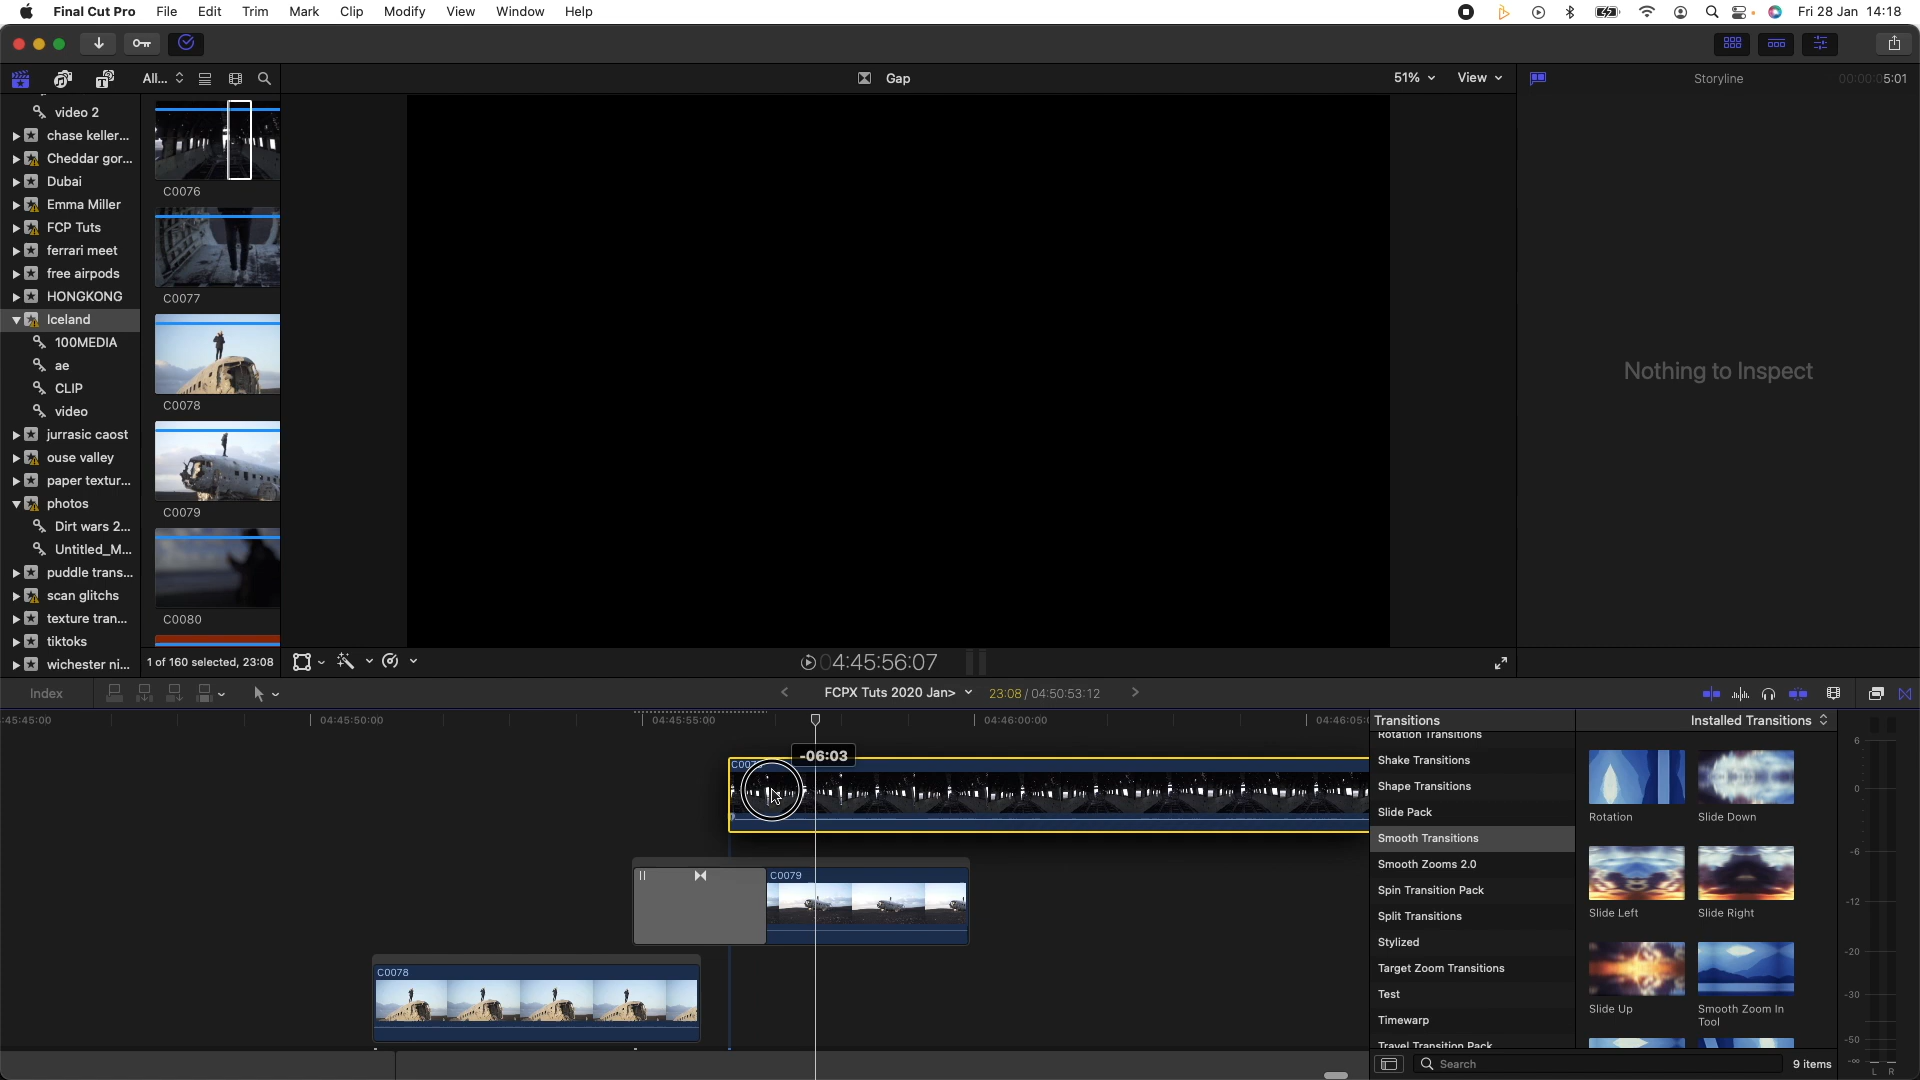 Final Cut Pro File Edit Trim Mark Clip Modify View Window Help Fri 28 Jan 14:18
All... Gap 51% View Storyline 00:00:05:01
video 2
chase keller...
Cheddar gor...
Dubai
Emma Miller
FCP Tuts
ferrari meet
free airpods
HONGKONG
Iceland
100MEDIA
ae
CLIP
video
jurrasic caost
ouse valley
paper textur...
photos
Dirt wars 2...
Untitled_M...
puddle trans...
scan glitchs
texture tran...
tiktoks
wichester ni...
C0076
C0077
C0078
C0079
C0080
1 of 160 selected, 23:08
Nothing to Inspect
04:45:56:07
Index FCPX Tuts 2020 Jan> 23:08 / 04:50:53:12
:45:45:00 04:45:50:00 04:45:55:00 04:46:00:00 04:46:05:0
-06:03
C0079
C0078
Transitions
Installed Transitions
Rotation Transitions
Shake Transitions
Shape Transitions
Slide Pack
Smooth Transitions
Smooth Zooms 2.0
Spin Transition Pack
Split Transitions
Stylized
Target Zoom Transitions
Test
Timewarp
Travel Transition Pack
Rotation
Slide Down
Slide Left
Slide Right
Slide Up
Smooth Zoom In
Tool
Search
9 items
6
0
-6
-12
-20
-30
-50
-∞
L R